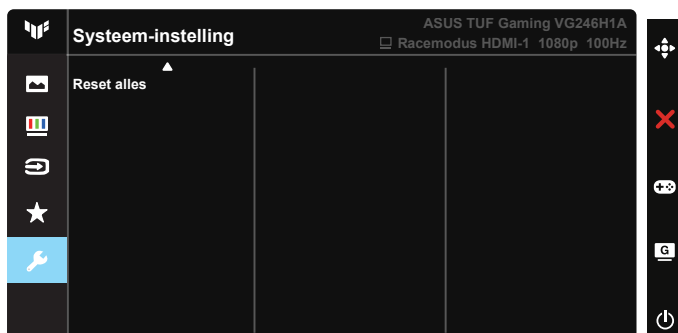 Systeem-instelling
ASUS TUF Gaming VG246H1A
Racemodus HDMI-1 1080p 100Hz
Reset alles
G